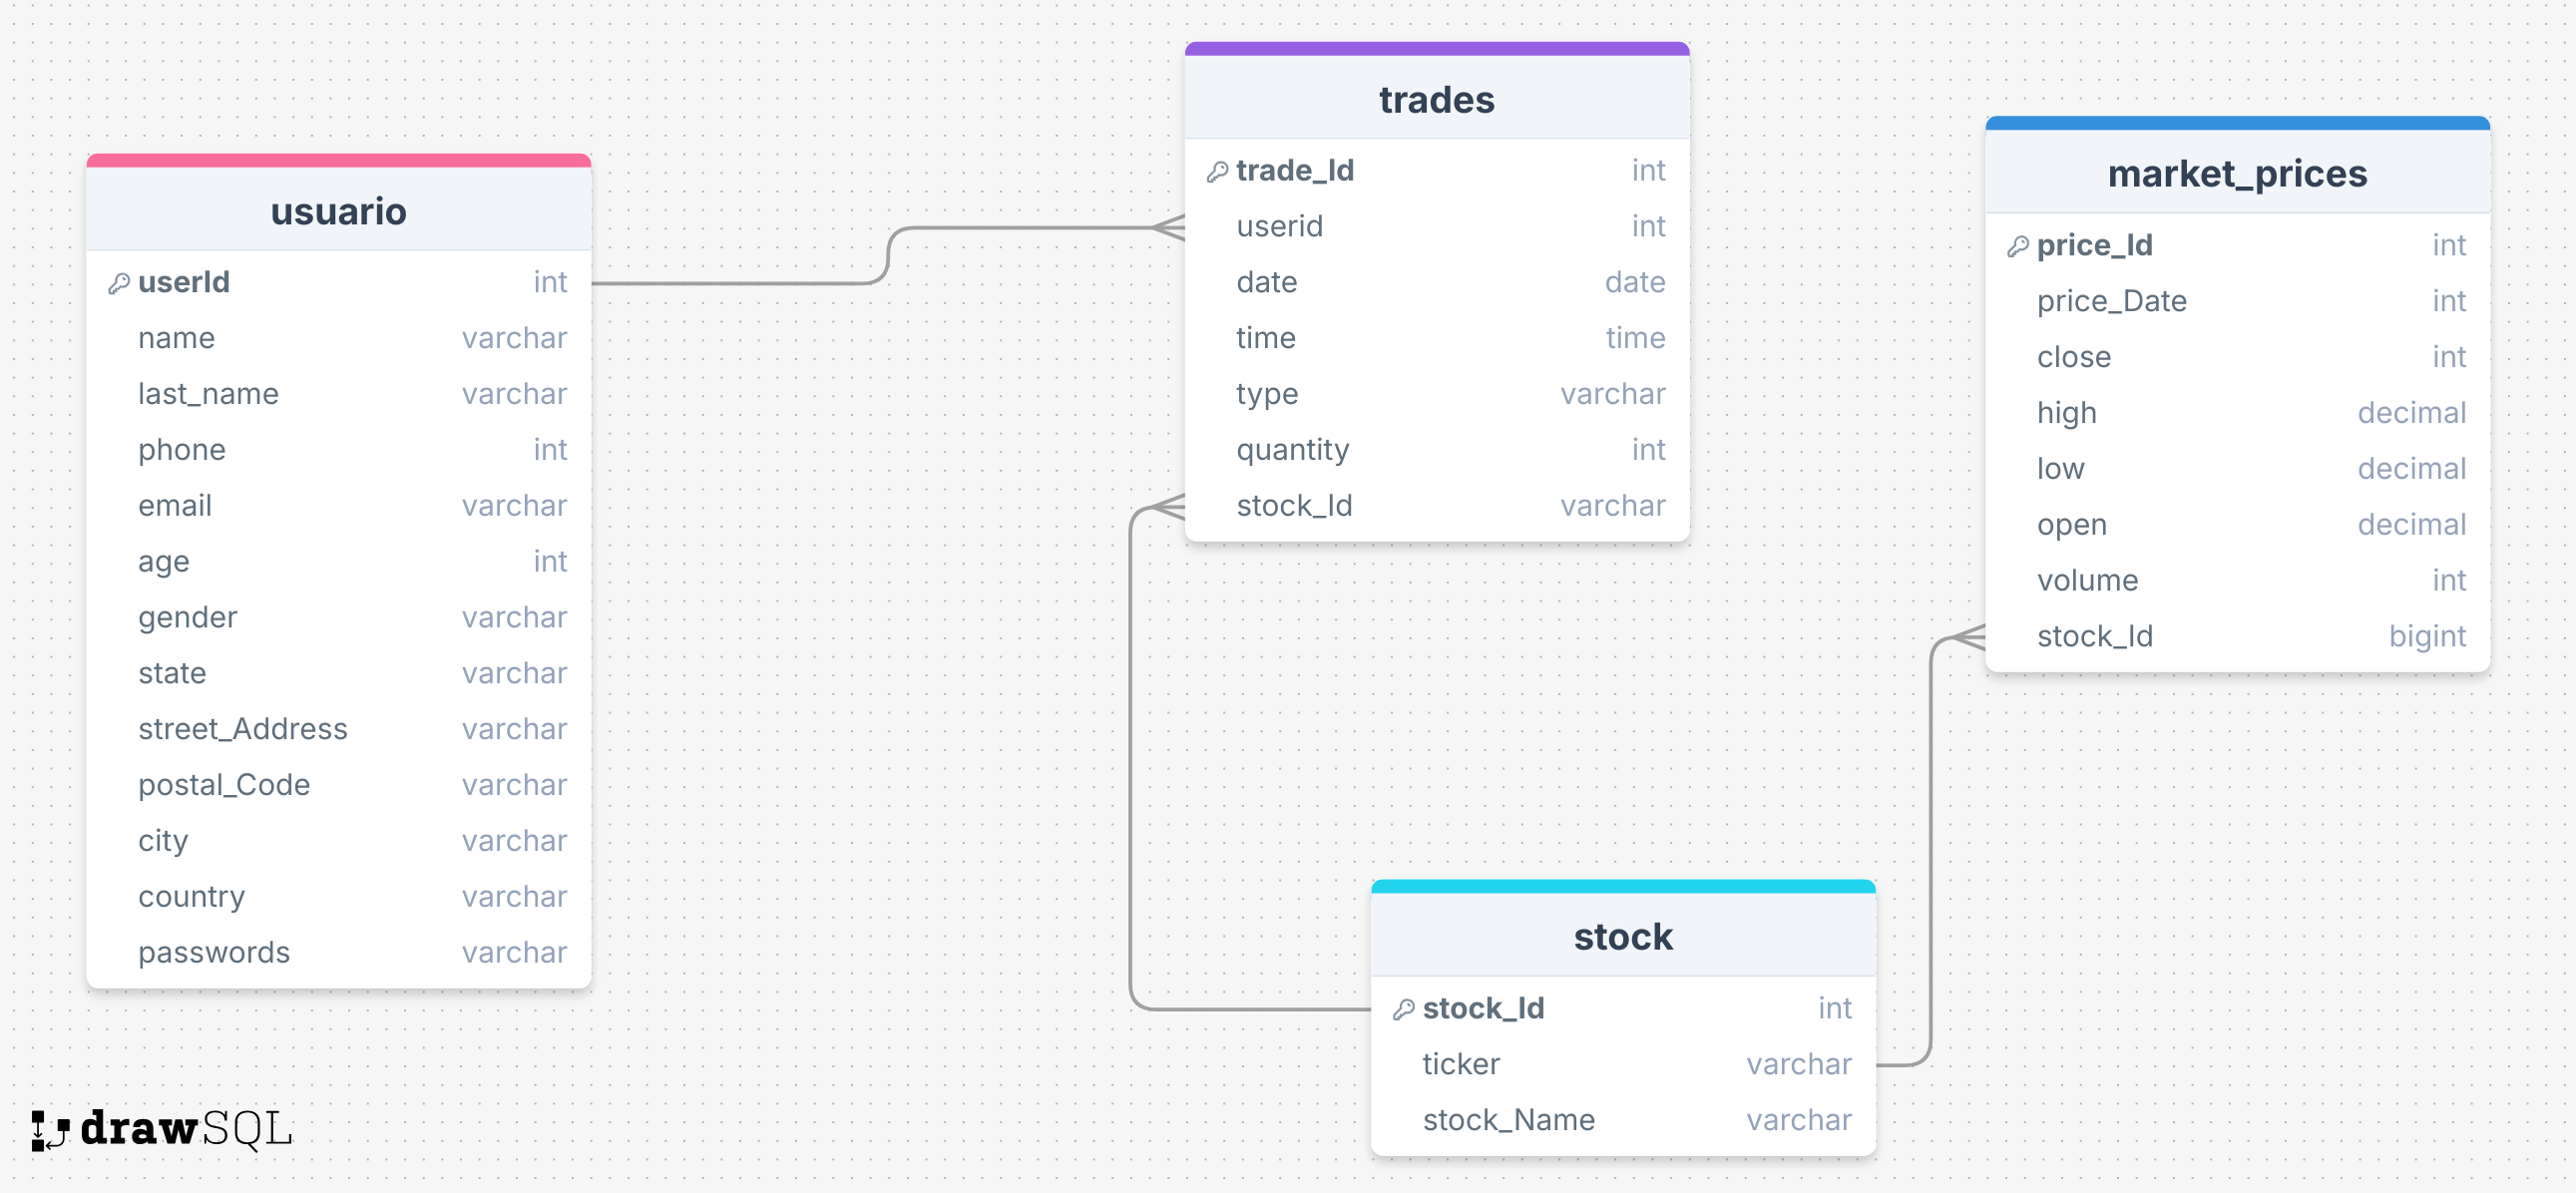 usuario
userId int
name varchar
last_name varchar
phone int
email varchar
age int
gender varchar
state varchar
street_Address varchar
postal_Code varchar
city varchar
country varchar
passwords varchar
trades
trade_Id int
userid int
date date
time time
type varchar
quantity int
stock_Id varchar
market_prices
price_Id int
price_Date int
close int
high decimal
low decimal
open decimal
volume int
stock_Id bigint
stock
stock_Id int
ticker varchar
stock_Name varchar
drawSQL